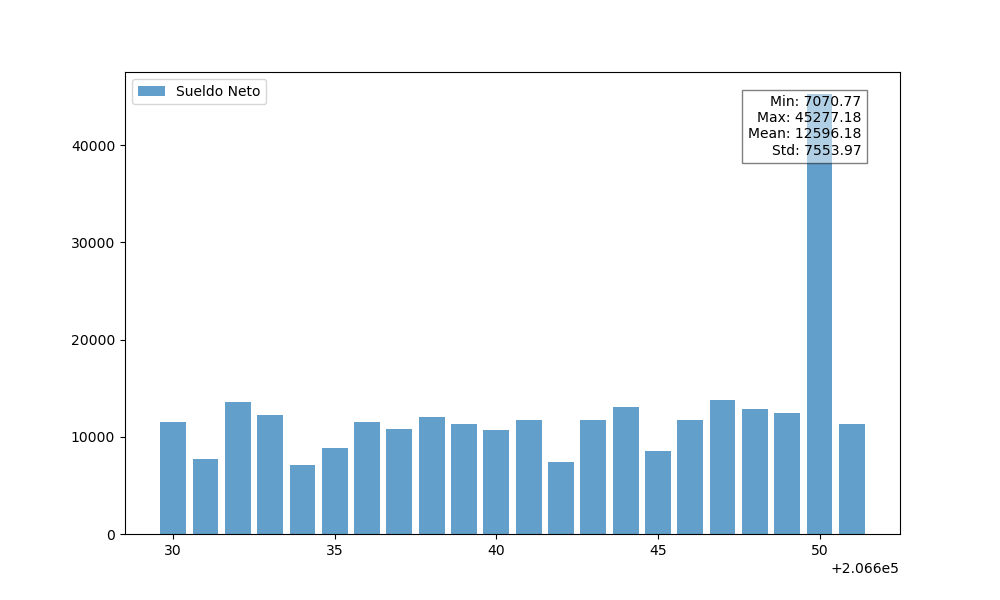 Sueldo Neto
Min: 7070.77
Max: 45277.18
Mean: 12596.18
Std: 7553.97
40000
30000
20000
10000
0
30 35 40 45 50
+2.066e5